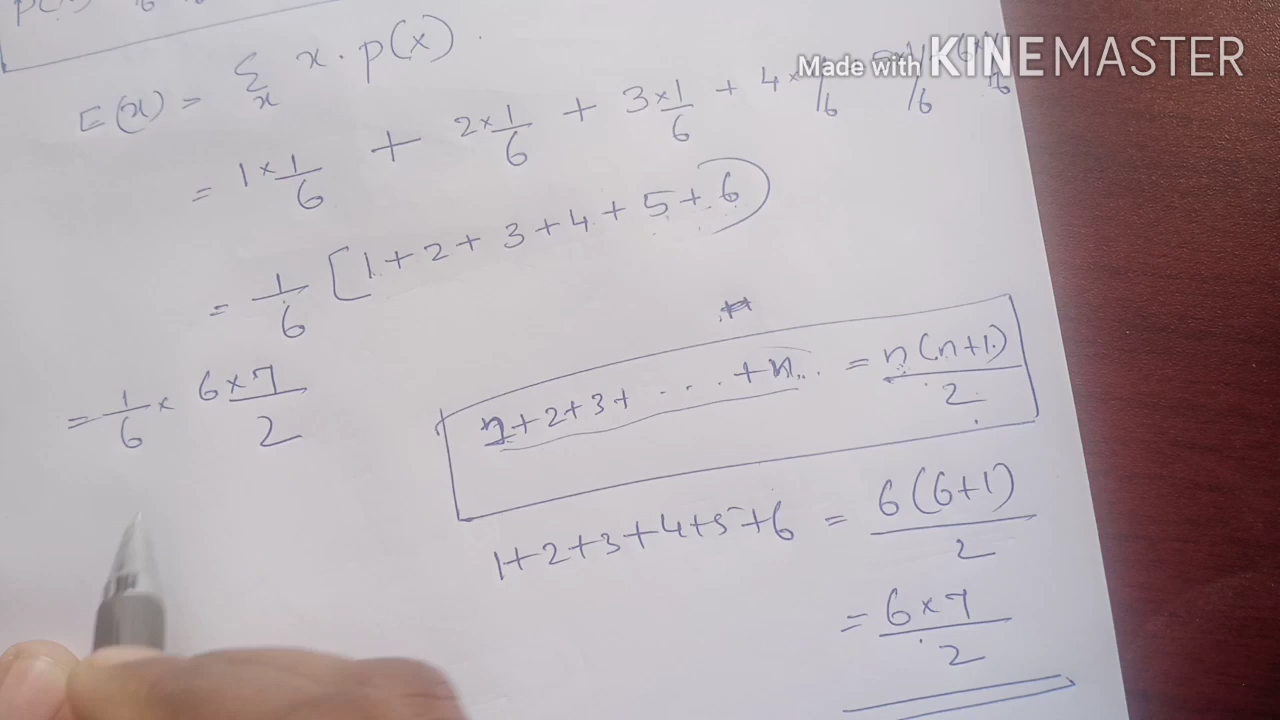 p(x)
E(x) = Σ x . p(x) .
x
= 1 × 1/6 + 2 × 1/6 + 3 × 1/6 + 4 × 1/6
= 1/6 [1 + 2 + 3 + 4 + 5 + 6)
= 1/6 × 6 × 7 / 2
1 + 2 + 3 + . . . . + n . . = n (n+1) / 2
1 + 2 + 3 + 4 + 5 + 6 = 6 (6+1) / 2
= 6 × 7 / 2
Made with KINEMASTER